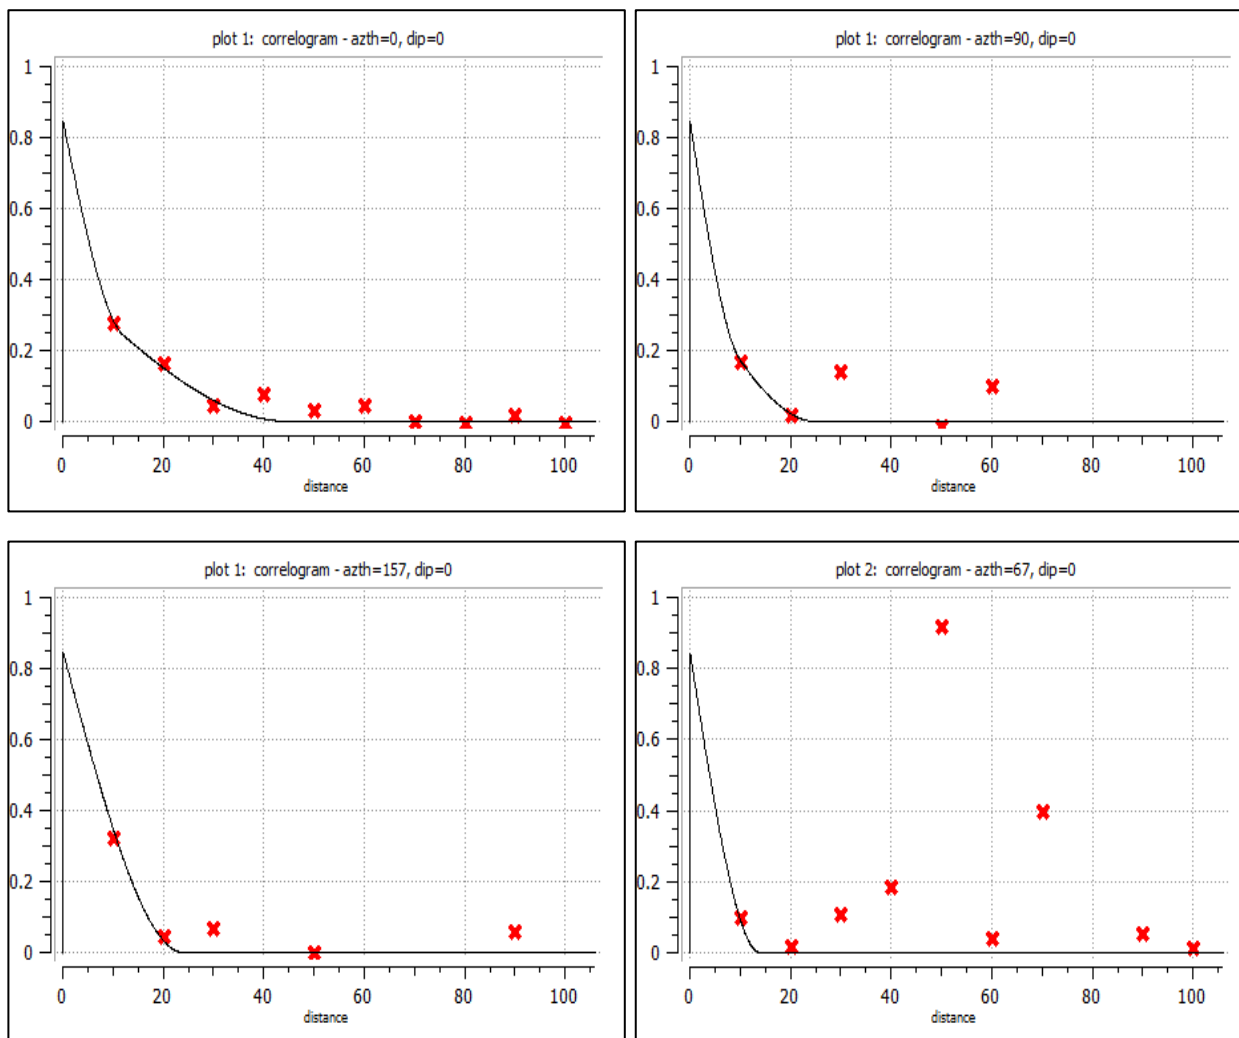 plot 1: correlogram - azth=0, dip=0
1
0.8
0.6
0.4
0.2
0
0 20 40 60 80 100
distance
plot 1: correlogram - azth=90, dip=0
1
0.8
0.6
0.4
0.2
0
0 20 40 60 80 100
distance
plot 1: correlogram - azth=157, dip=0
1
0.8
0.6
0.4
0.2
0
0 20 40 60 80 100
distance
plot 2: correlogram - azth=67, dip=0
1
0.8
0.6
0.4
0.2
0
0 20 40 60 80 100
distance